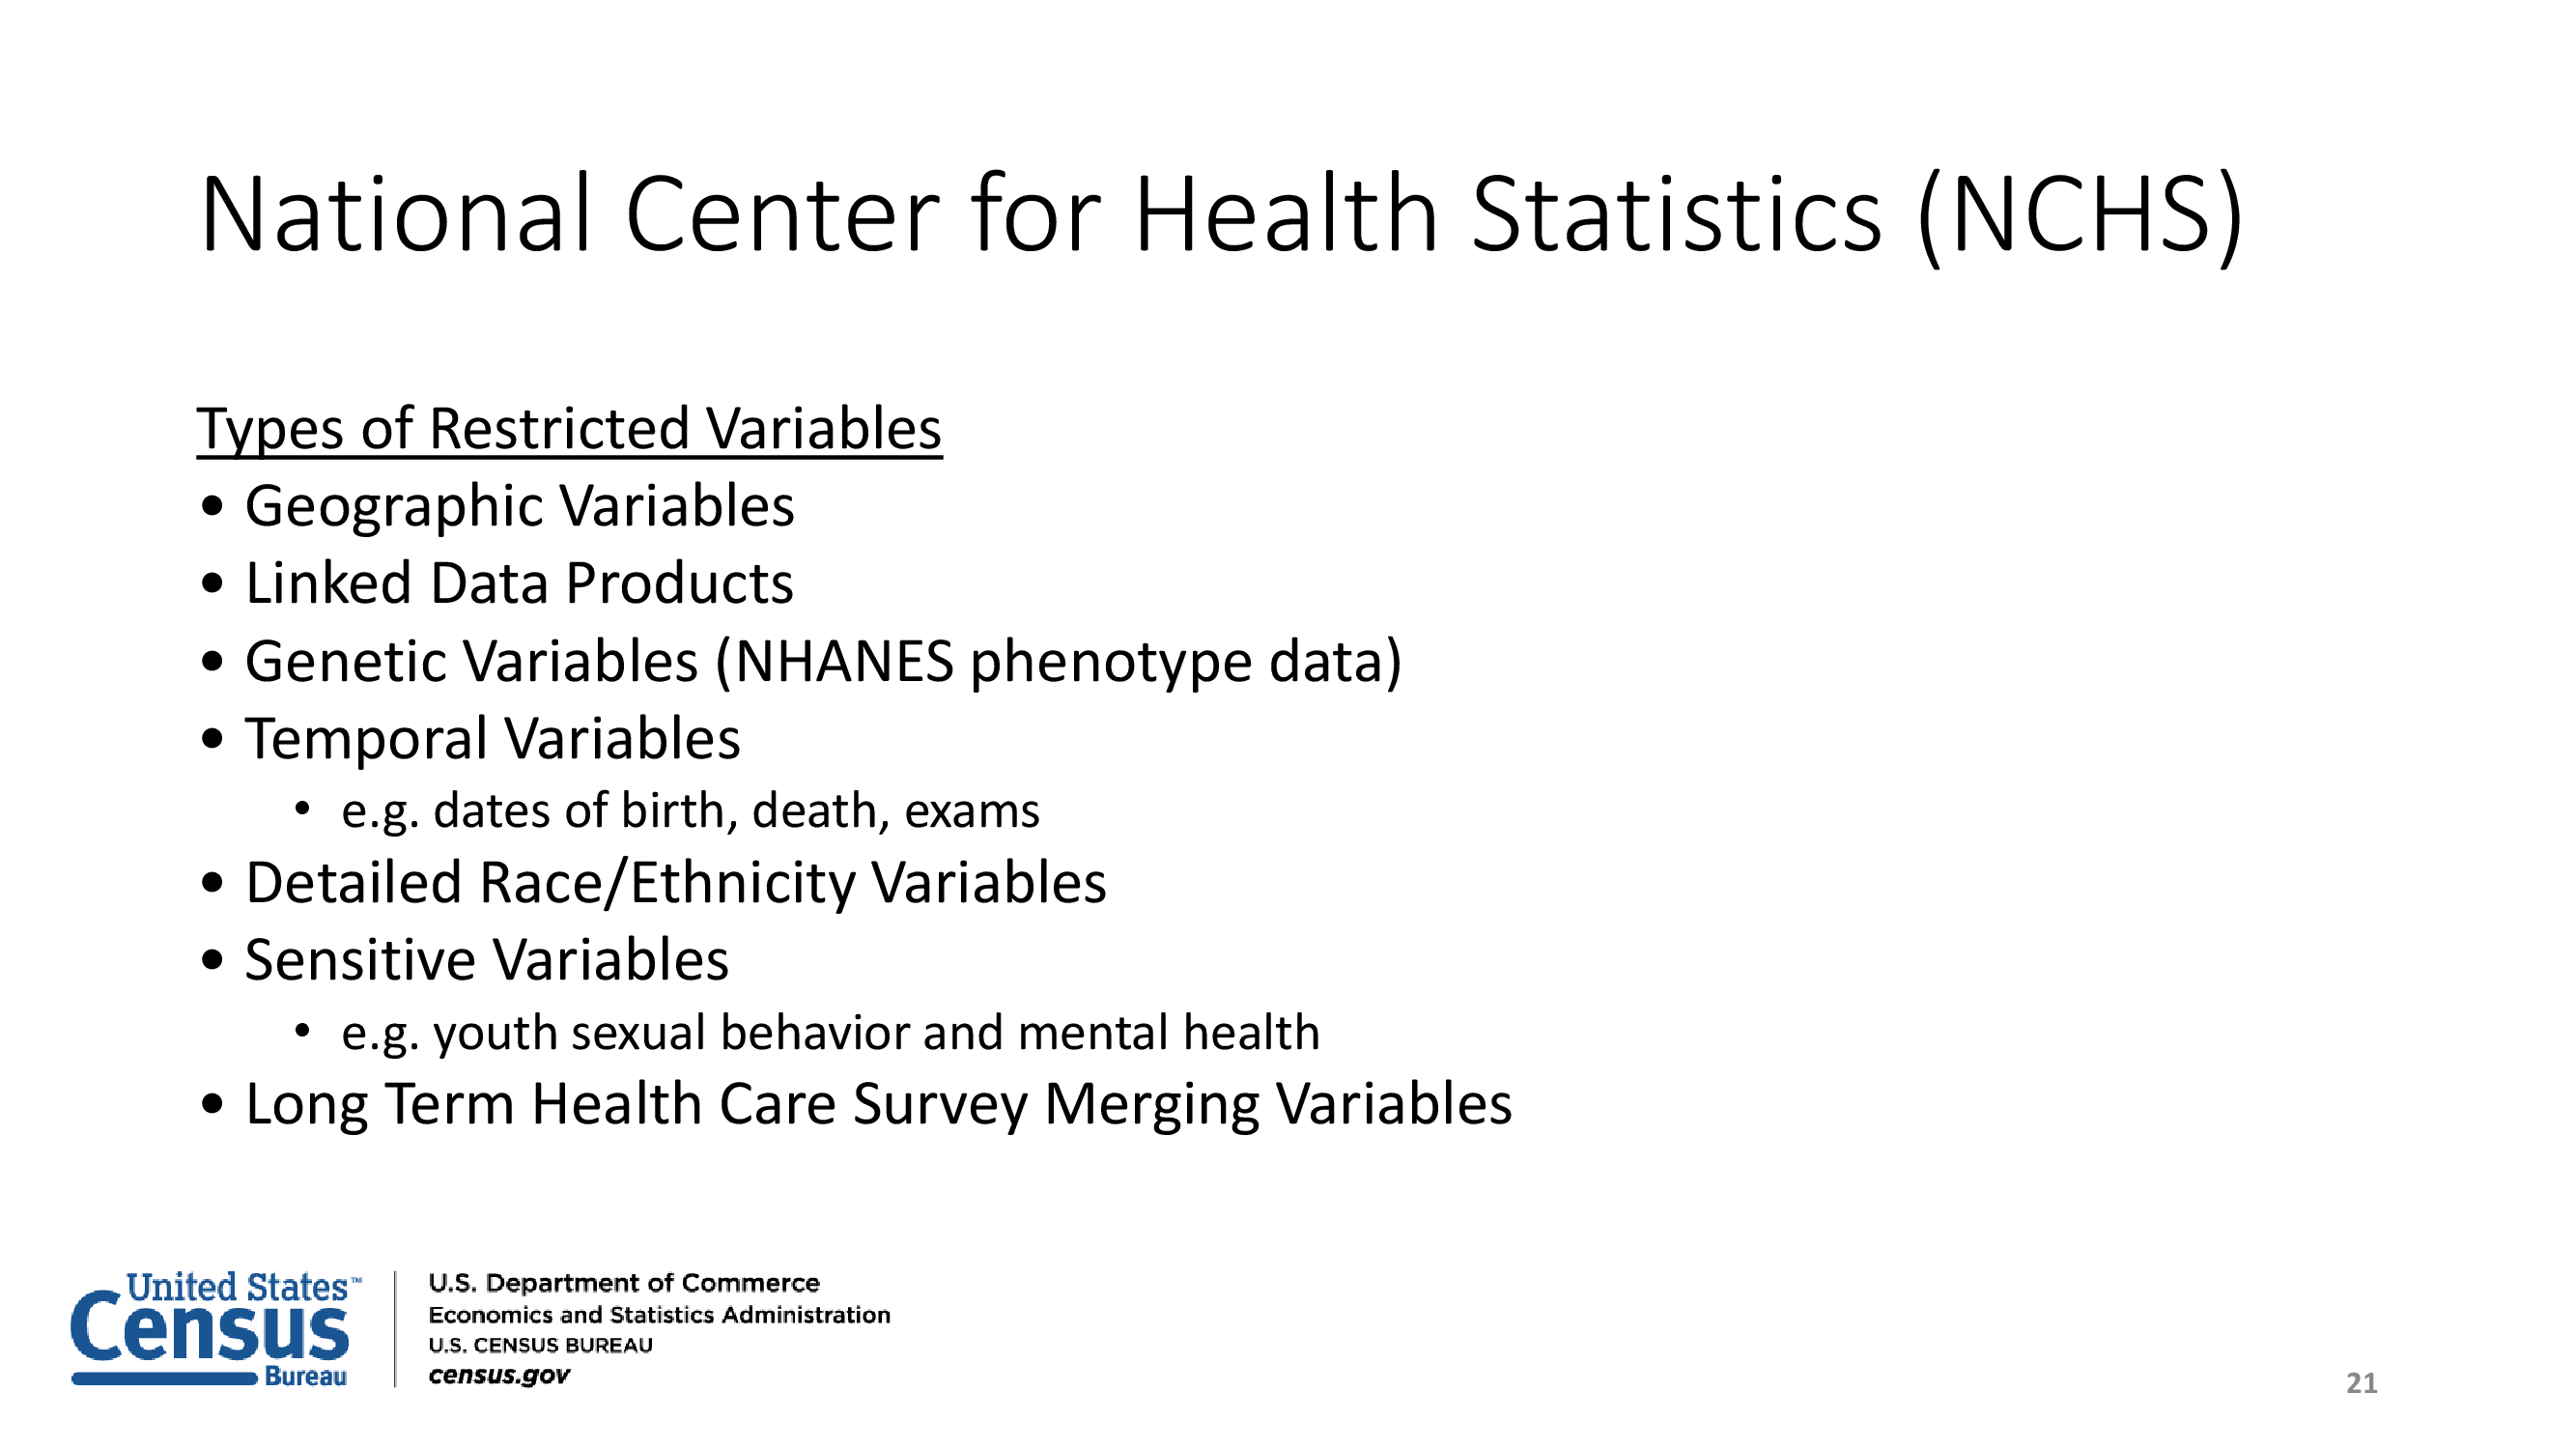 National Center for Health Statistics (NCHS)
Types of Restricted Variables
• Geographic Variables
• Linked Data Products
• Genetic Variables (NHANES phenotype data)
• Temporal Variables
• e.g. dates of birth, death, exams
• Detailed Race/Ethnicity Variables
• Sensitive Variables
• e.g. youth sexual behavior and mental health
• Long Term Health Care Survey Merging Variables
United States™
Census
Bureau
U.S. Department of Commerce
Economics and Statistics Administration
U.S. CENSUS BUREAU
census.gov
21